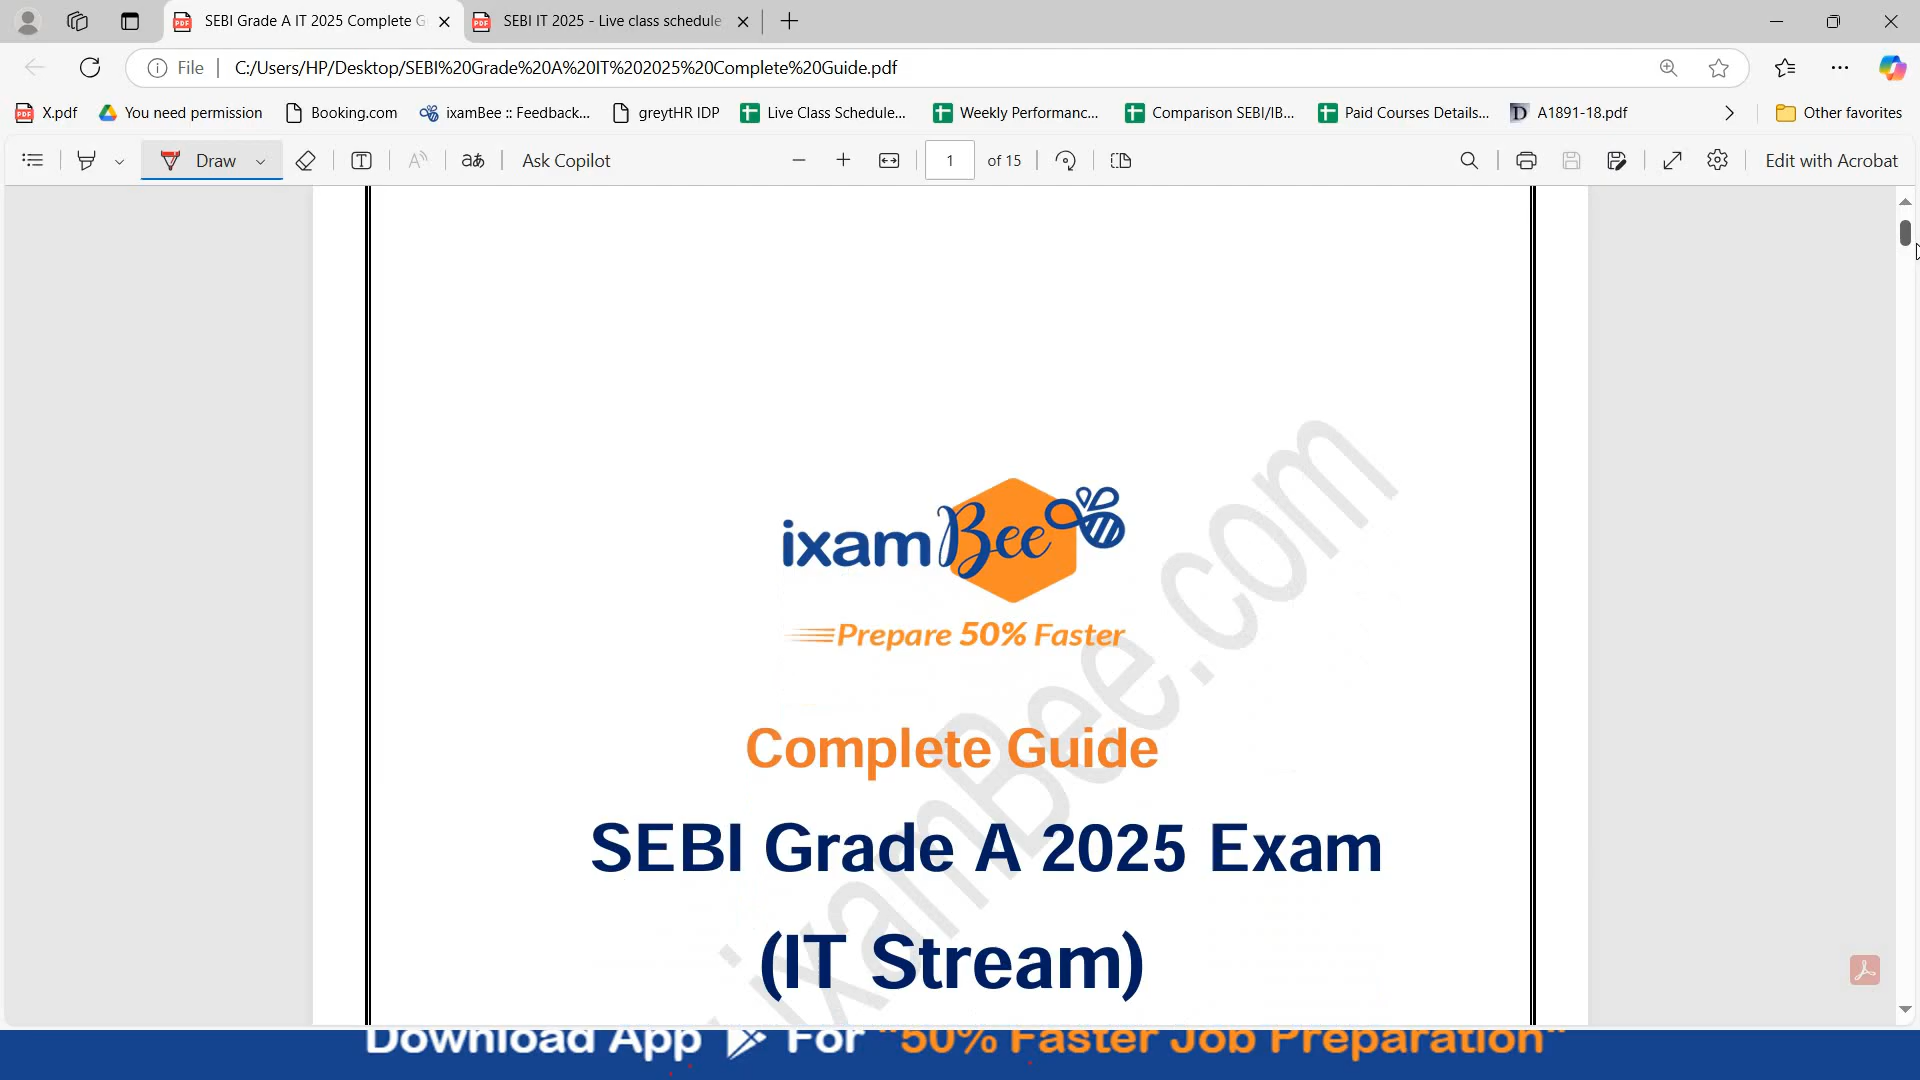 SEBI Grade A IT 2025 Complete G
SEBI IT 2025 - Live class schedule
File
C:/Users/HP/Desktop/SEBI%20Grade%20A%20IT%202025%20Complete%20Guide.pdf
X.pdf
You need permission
Booking.com
ixamBee :: Feedback...
greytHR IDP
Live Class Schedule...
Weekly Performanc...
Comparison SEBI/IB...
Paid Courses Details...
A1891-18.pdf
Other favorites
Draw
Ask Copilot
1 of 15
Edit with Acrobat
ixamBee
Prepare 50% Faster
Complete Guide
SEBI Grade A 2025 Exam
(IT Stream)
ixamBee.com
Download App For "50% Faster Job Preparation"